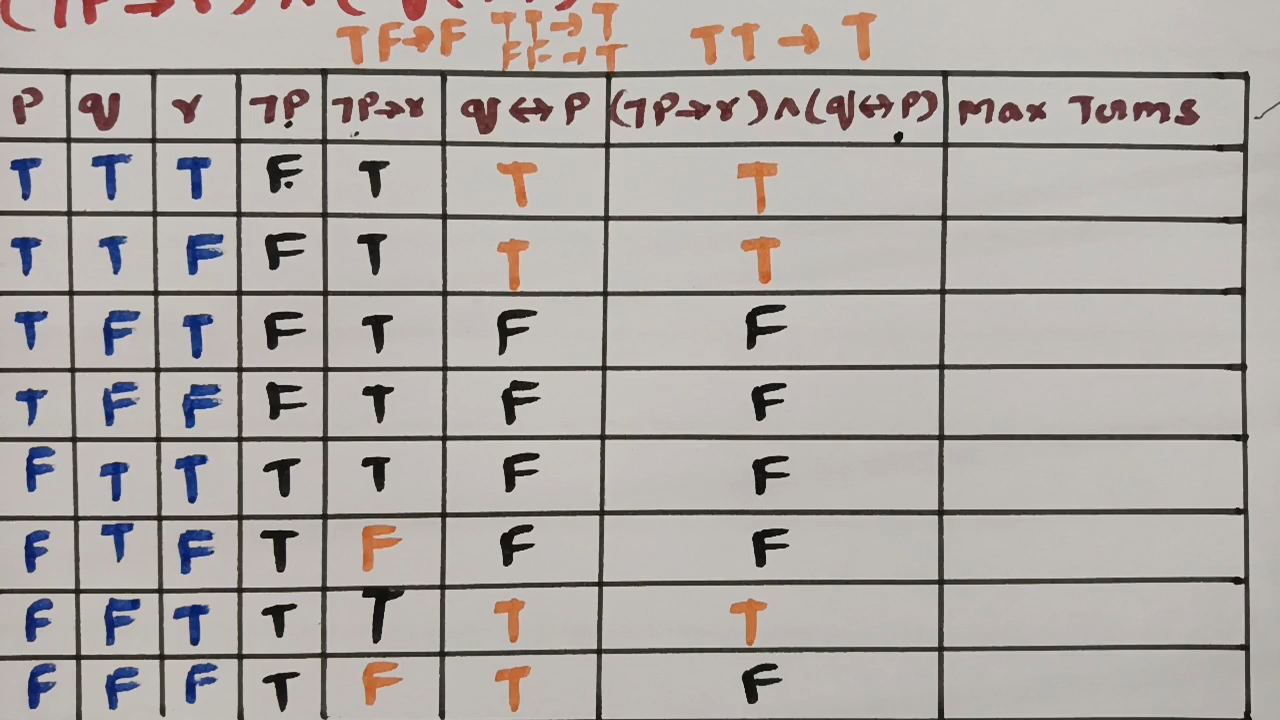 (¬P→r)∧(q
TF→F TT→T TT→T
FF→T
P q r ¬P ¬P→r q↔P (¬P→r)∧(q↔P) Max Terms
T T T F T T T
T T F F T T T
T F T F T F F
T F F F T F F
F T T T T F F
F T F T F F F
F F T T T T T
F F F T F T F